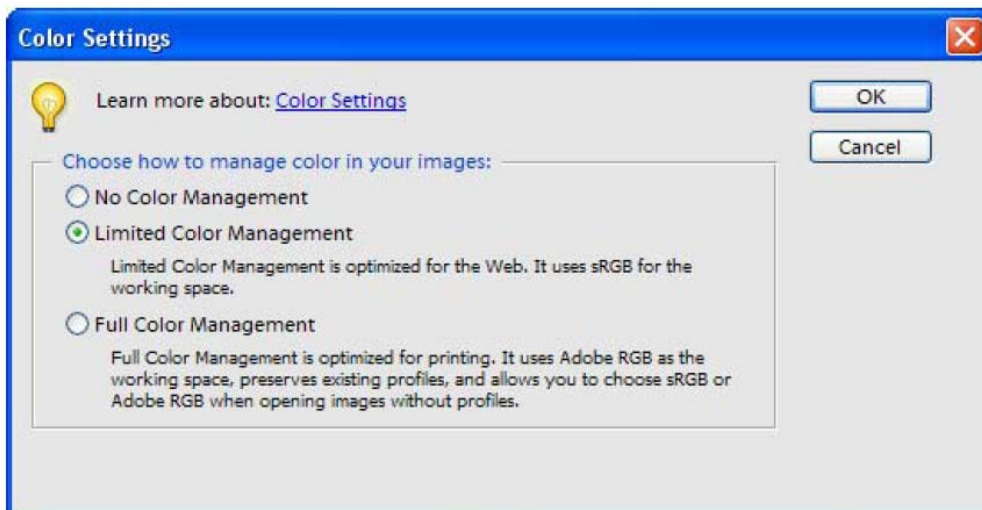 Color Settings
Learn more about: Color Settings
OK
Cancel
Choose how to manage color in your images:
No Color Management
Limited Color Management
Limited Color Management is optimized for the Web. It uses sRGB for the
working space.
Full Color Management
Full Color Management is optimized for printing. It uses Adobe RGB as the
working space, preserves existing profiles, and allows you to choose sRGB or
Adobe RGB when opening images without profiles.